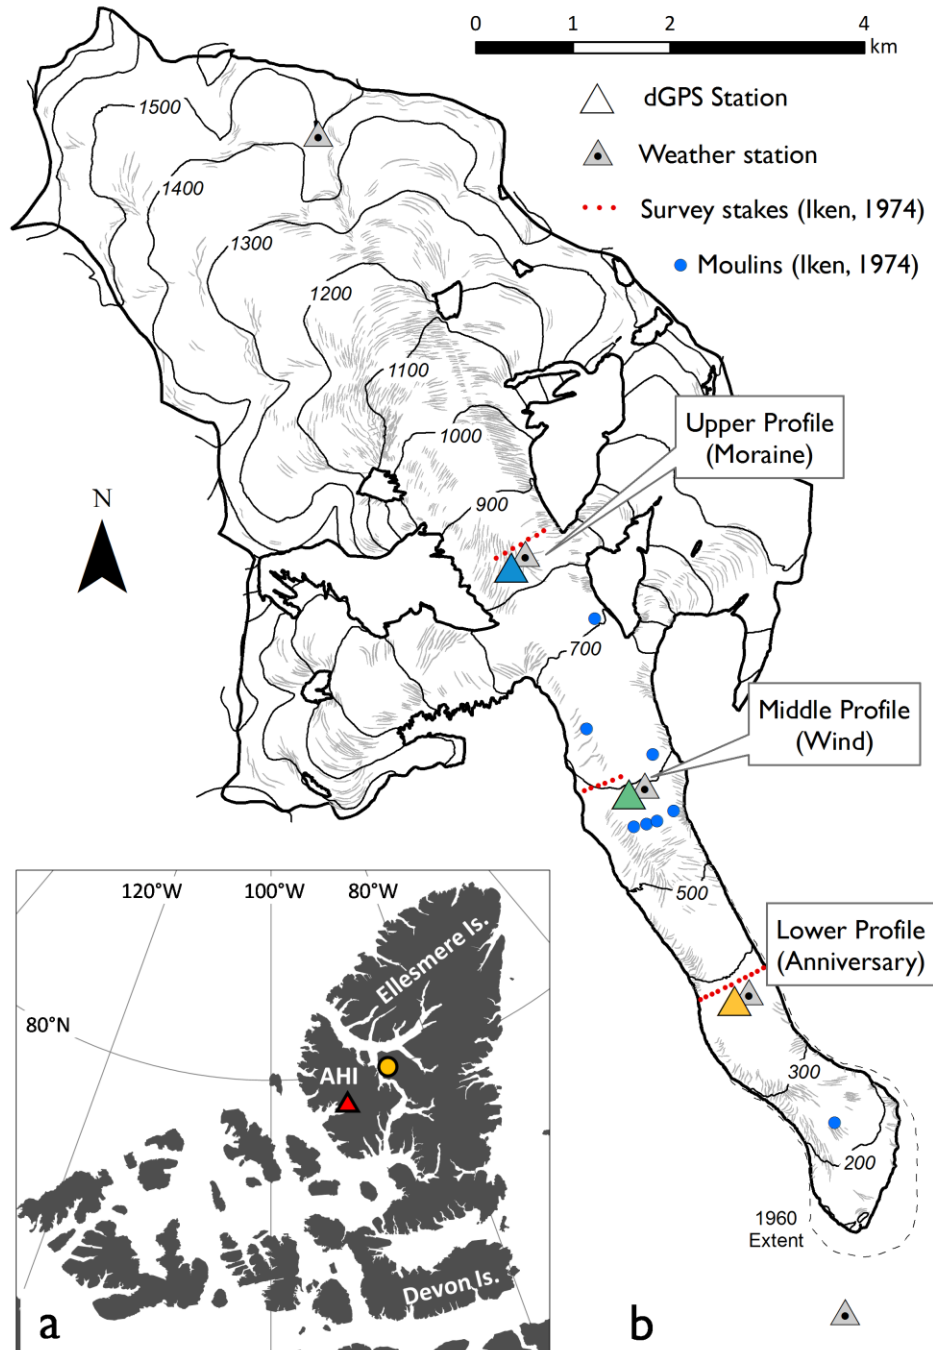 0 1 2 4
km
dGPS Station
Weather station
Survey stakes (Iken, 1974)
Moulins (Iken, 1974)
1500
1400
1300
1200
1100
1000
900
Upper Profile
(Moraine)
N
700
Middle Profile
(Wind)
500
Lower Profile
(Anniversary)
300
200
1960
Extent
b
120°W 100°W 80°W
80°N
Ellesmere Is.
AHI
Devon Is.
a